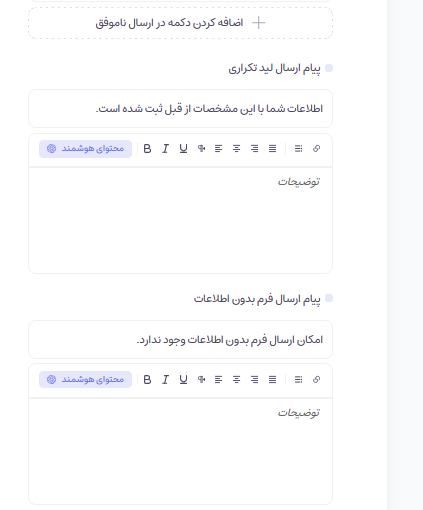 اضافه کردن دکمه در ارسال ناموفق
پیام ارسال لید تکراری
اطلاعات شما با این مشخصات از قبل ثبت شده است.
محتوای هوشمند B I U
توضیحات
پیام ارسال فرم بدون اطلاعات
امکان ارسال فرم بدون اطلاعات وجود ندارد.
محتوای هوشمند B I U
توضیحات